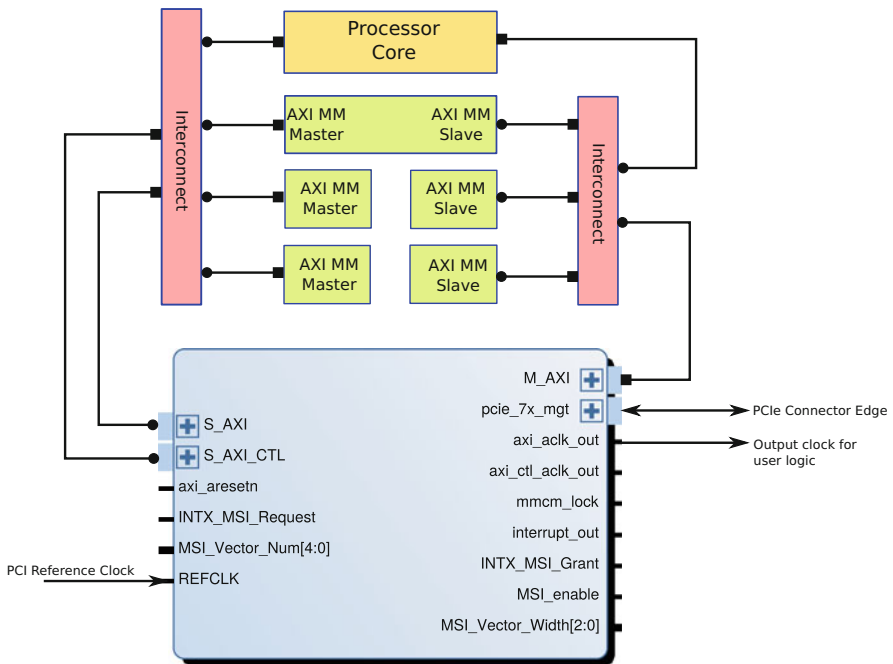 Processor
Core
Interconnect
AXI MM
Master
AXI MM
Slave
AXI MM
Master
AXI MM
Slave
AXI MM
Master
AXI MM
Slave
Interconnect
M_AXI
pcie_7x_mgt
PCIe Connector Edge
S_AXI
axi_aclk_out
Output clock for
user logic
S_AXI_CTL
axi_ctl_aclk_out
axi_aresetn
mmcm_lock
INTX_MSI_Request
interrupt_out
MSI_Vector_Num[4:0]
INTX_MSI_Grant
PCI Reference Clock
REFCLK
MSI_enable
MSI_Vector_Width[2:0]